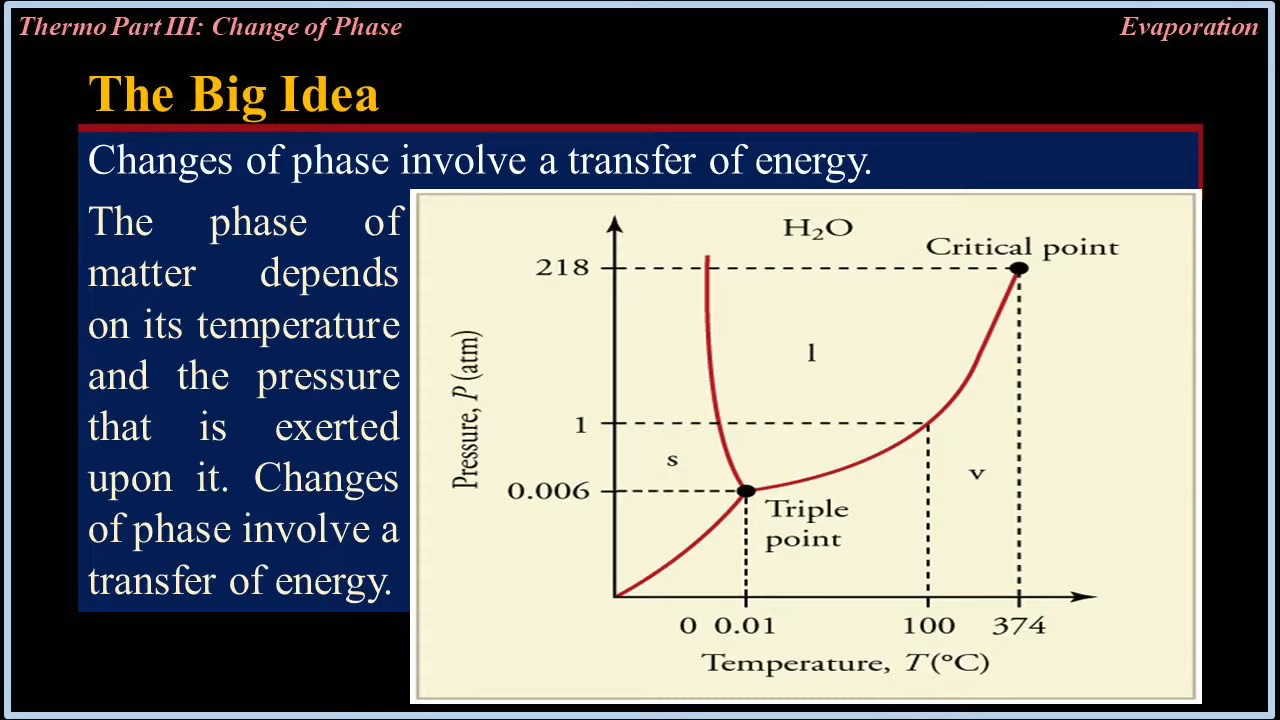 Thermo Part III: Change of Phase
Evaporation
The Big Idea
Changes of phase involve a transfer of energy.
The phase of
matter depends
on its temperature
and the pressure
that is exerted
upon it. Changes
of phase involve a
transfer of energy.
H₂O
Critical point
218
l
Pressure, P (atm)
1
s
v
0.006
Triple
point
0 0.01 100 374
Temperature, T (°C)